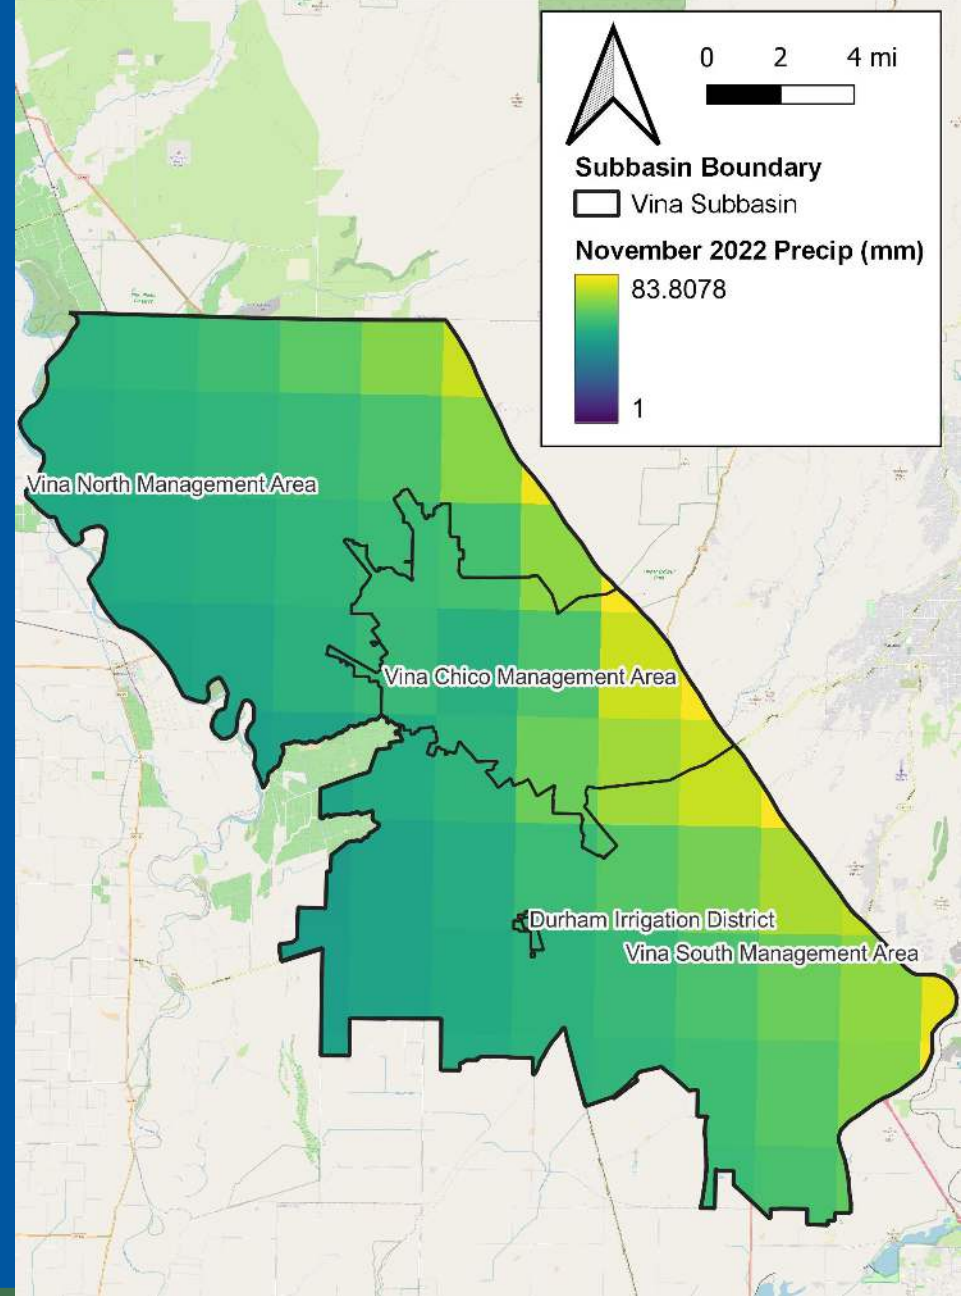 0 2 4 mi
Subbasin Boundary
Vina Subbasin
November 2022 Precip (mm)
83.8078
1
Vina North Management Area
Vina Chico Management Area
Durham Irrigation District
Vina South Management Area